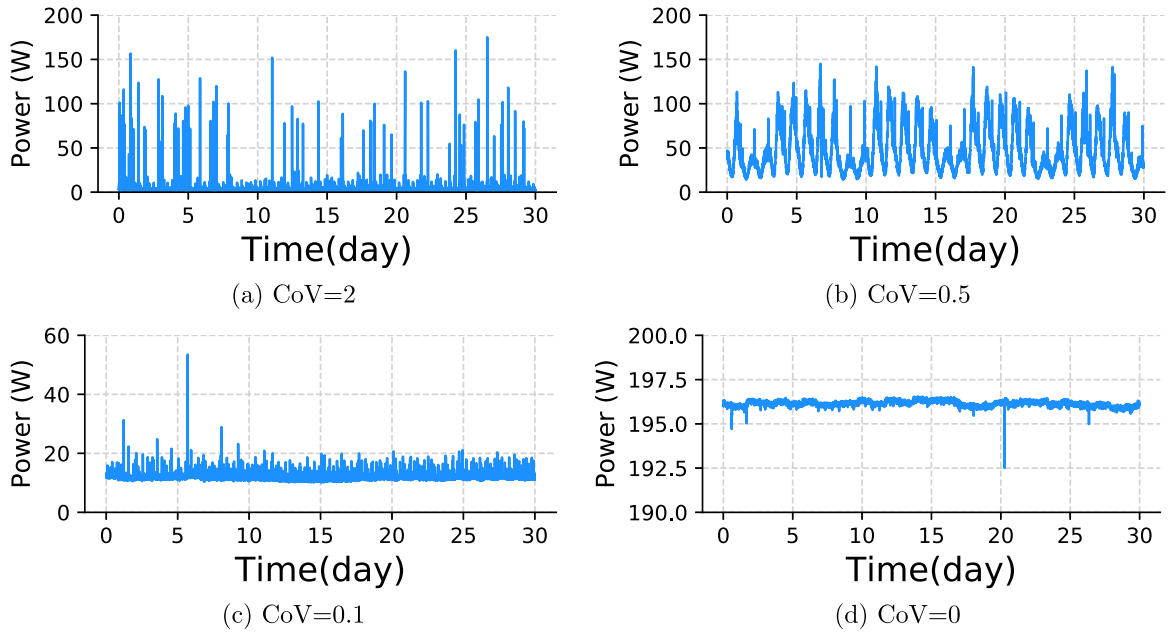 200
150
100
50
0
Power (W)
0 5 10 15 20 25 30
Time(day)
(a) CoV=2
200
150
100
50
0
Power (W)
0 5 10 15 20 25 30
Time(day)
(b) CoV=0.5
60
40
20
0
Power (W)
0 5 10 15 20 25 30
Time(day)
(c) CoV=0.1
200.0
197.5
195.0
192.5
190.0
Power (W)
0 5 10 15 20 25 30
Time(day)
(d) CoV=0